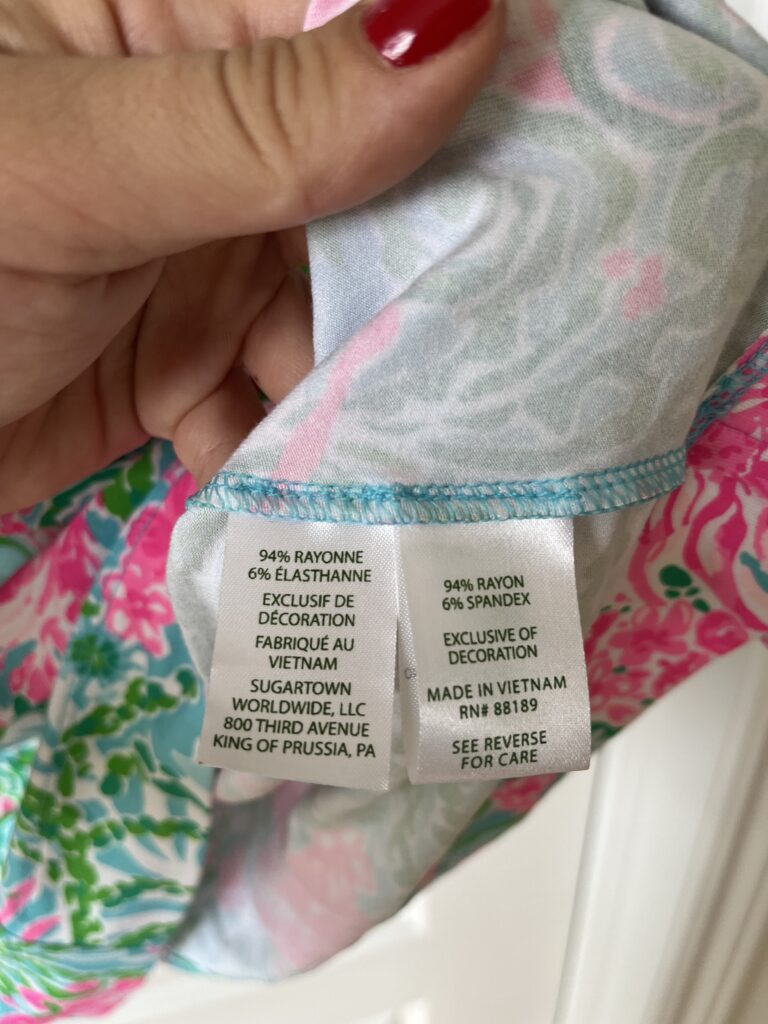 94% RAYONNE
6% ÉLASTHANNE
EXCLUSIF DE
DÉCORATION
FABRIQUÉ AU
VIETNAM
SUGARTOWN
WORLDWIDE, LLC
800 THIRD AVENUE
KING OF PRUSSIA, PA
94% RAYON
6% SPANDEX
EXCLUSIVE OF
DECORATION
MADE IN VIETNAM
RN# 88189
SEE REVERSE
FOR CARE